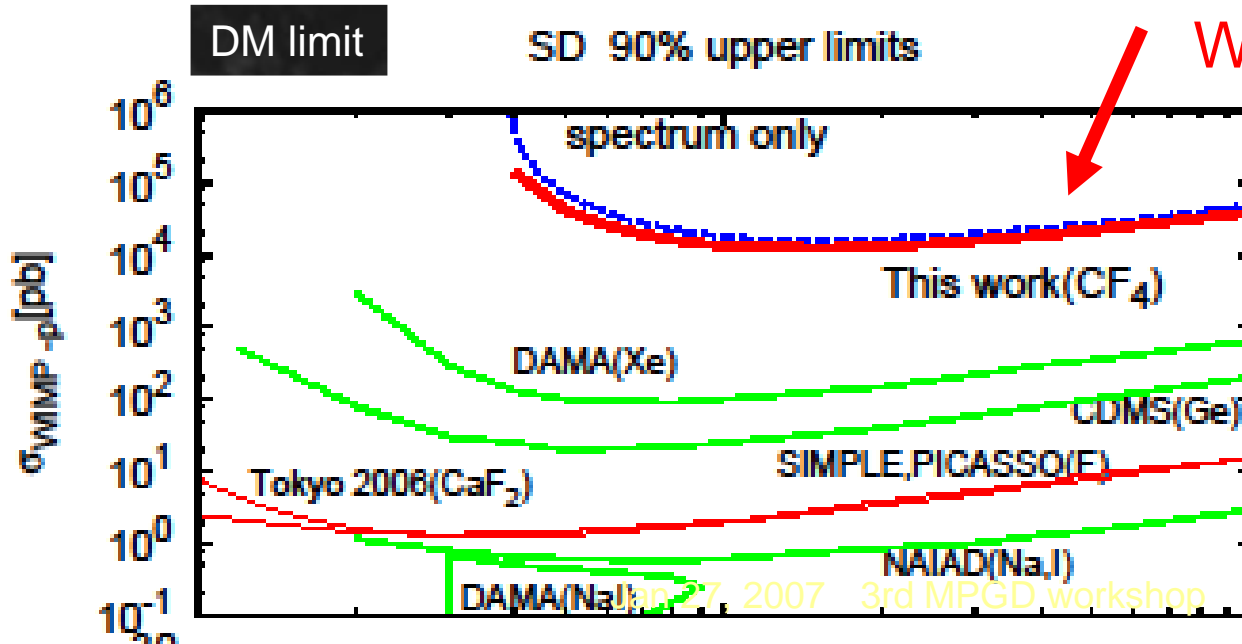 DM limit
SD 90% upper limits
W
10^6
spectrum only
10^5
10^4
This work(CF₄)
σWIMP-p[pb]
10^3
DAMA(Xe)
10^2
CDMS(Ge)
10^1
SIMPLE,PICASSO(F)
Tokyo 2006(CaF₂)
10^0
NAIAD(Na,I)
DAMA(NaI)
Jan 27, 2007 3rd MPGD workshop
10^-1